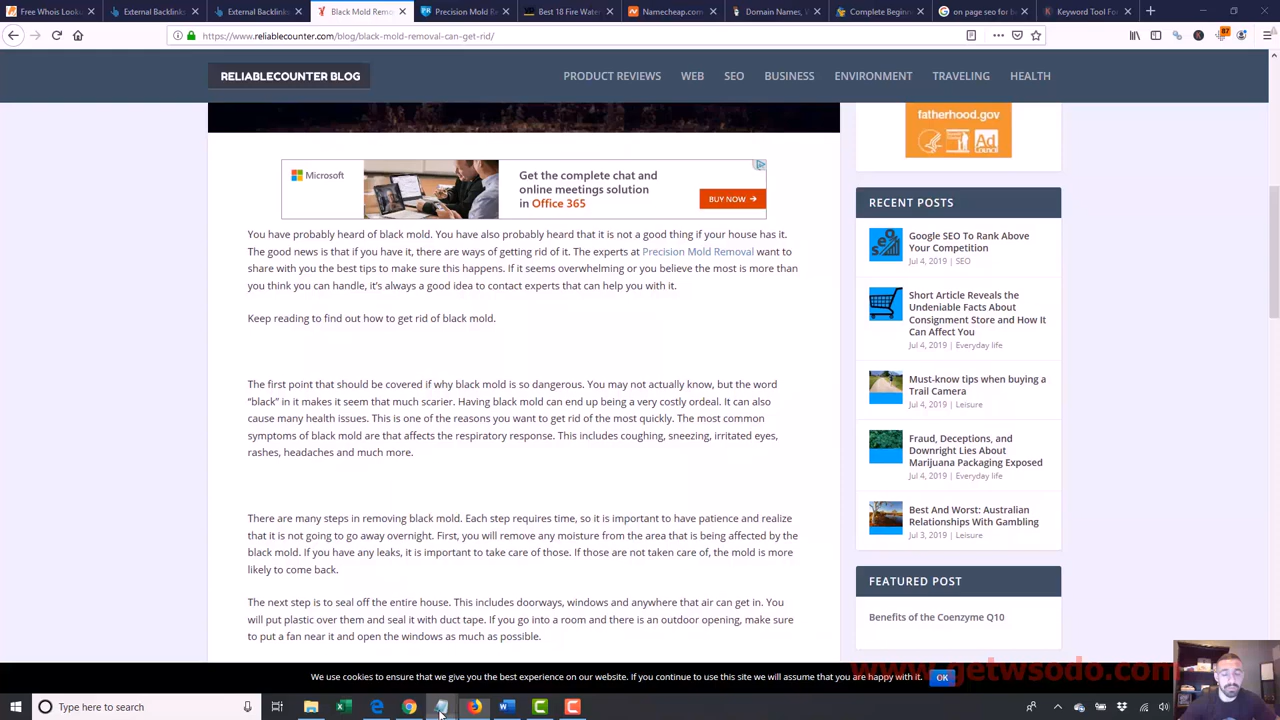 Free Whois Look
External Backlinks
External Backlinks
Black Mold Remo
Precision Mold Re
Best 18 Fire Water
Namecheap.com
Domain Names, W
Complete Beginne
on page seo for be
Keyword Tool For
https://www.reliablecounter.com/blog/black-mold-removal-can-get-rid/
87
RELIABLECOUNTER BLOG
PRODUCT REVIEWS
WEB
SEO
BUSINESS
ENVIRONMENT
TRAVELING
HEALTH
fatherhood.gov
Ad
Microsoft
Get the complete chat and
online meetings solution
in Office 365
BUY NOW
You have probably heard of black mold. You have also probably heard that it is not a good thing if your house has it.
The good news is that if you have it, there are ways of getting rid of it. The experts at Precision Mold Removal want to
share with you the best tips to make sure this happens. If it seems overwhelming or you believe the most is more than
you think you can handle, it's always a good idea to contact experts that can help you with it.
Keep reading to find out how to get rid of black mold.
The first point that should be covered if why black mold is so dangerous. You may not actually know, but the word
"black" in it makes it seem that much scarier. Having black mold can end up being a very costly ordeal. It can also
cause many health issues. This is one of the reasons you want to get rid of the most quickly. The most common
symptoms of black mold are that affects the respiratory response. This includes coughing, sneezing, irritated eyes,
rashes, headaches and much more.
There are many steps in removing black mold. Each step requires time, so it is important to have patience and realize
that it is not going to go away overnight. First, you will remove any moisture from the area that is being affected by the
black mold. If you have any leaks, it is important to take care of those. If those are not taken care of, the mold is more
likely to come back.
The next step is to seal off the entire house. This includes doorways, windows and anywhere that air can get in. You
will put plastic over them and seal it with duct tape. If you go into a room and there is an outdoor opening, make sure
to put a fan near it and open the windows as much as possible.
RECENT POSTS
Google SEO To Rank Above
Your Competition
Jul 4, 2019 | SEO
Short Article Reveals the
Undeniable Facts About
Consignment Store and How It
Can Affect You
Jul 4, 2019 | Everyday life
Must-know tips when buying a
Trail Camera
Jul 4, 2019 | Leisure
Fraud, Deceptions, and
Downright Lies About
Marijuana Packaging Exposed
Jul 4, 2019 | Everyday life
Best And Worst: Australian
Relationships With Gambling
Jul 3, 2019 | Leisure
FEATURED POST
Benefits of the Coenzyme Q10
We use cookies to ensure that we give you the best experience on our website. If you continue to use this site we will assume that you are happy with it.
OK
www.getwsodo.com
Type here to search